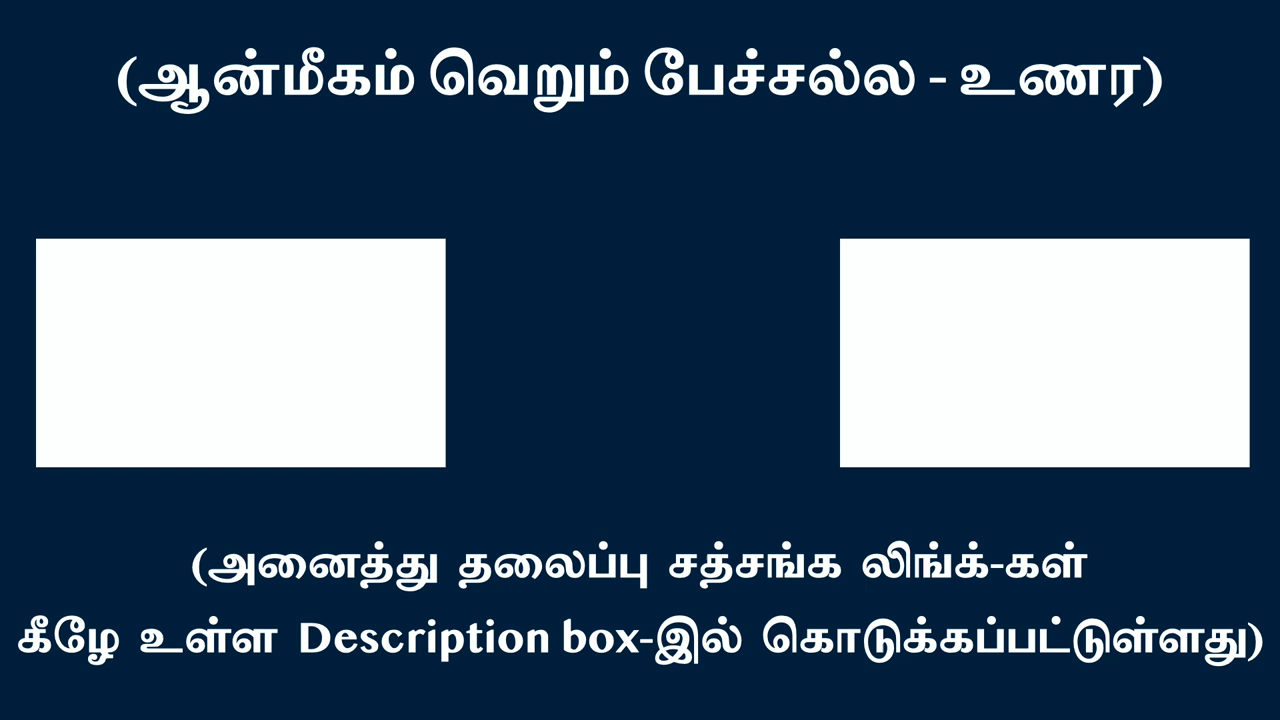 (ஆன்மீகம் வெறும் பேச்சல்ல - உணர)
(அனைத்து தலைப்பு சத்சங்க லிங்க்-கள்
கீழே உள்ள Description box-இல் கொடுக்கப்பட்டுள்ளது)